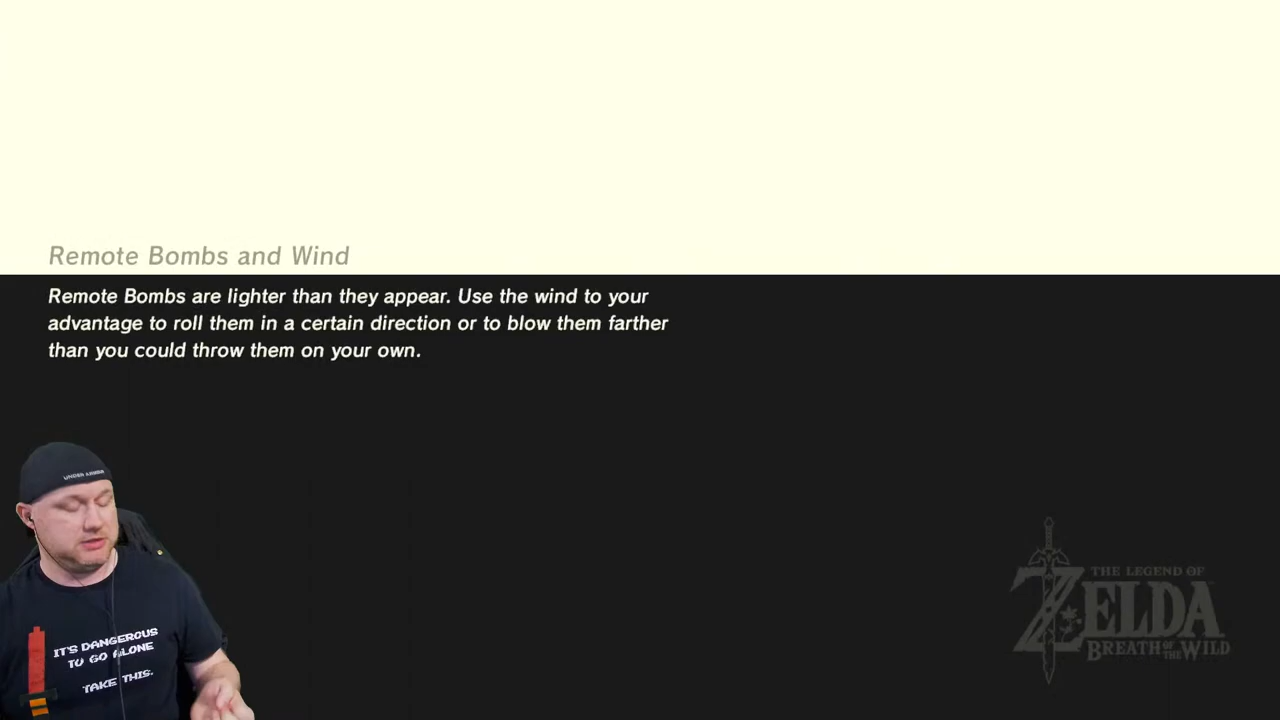 Remote Bombs and Wind
Remote Bombs are lighter than they appear. Use the wind to your
advantage to roll them in a certain direction or to blow them farther
than you could throw them on your own.
UNDER ARMOUR
IT'S DANGEROUS
TO GO ALONE
TAKE THIS.
THE LEGEND OF
ZELDA
BREATH OF THE WILD